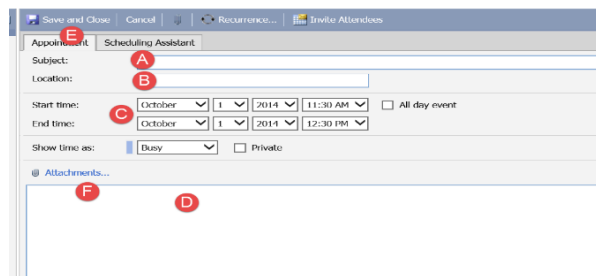 Save and Close Cancel Recurrence... Invite Attendees
E
Appointment Scheduling Assistant
Subject: A
Location: B
Start time: October 1 2014 11:30 AM All day event
C
End time: October 1 2014 12:30 PM
Show time as: Busy Private
Attachments...
F
D